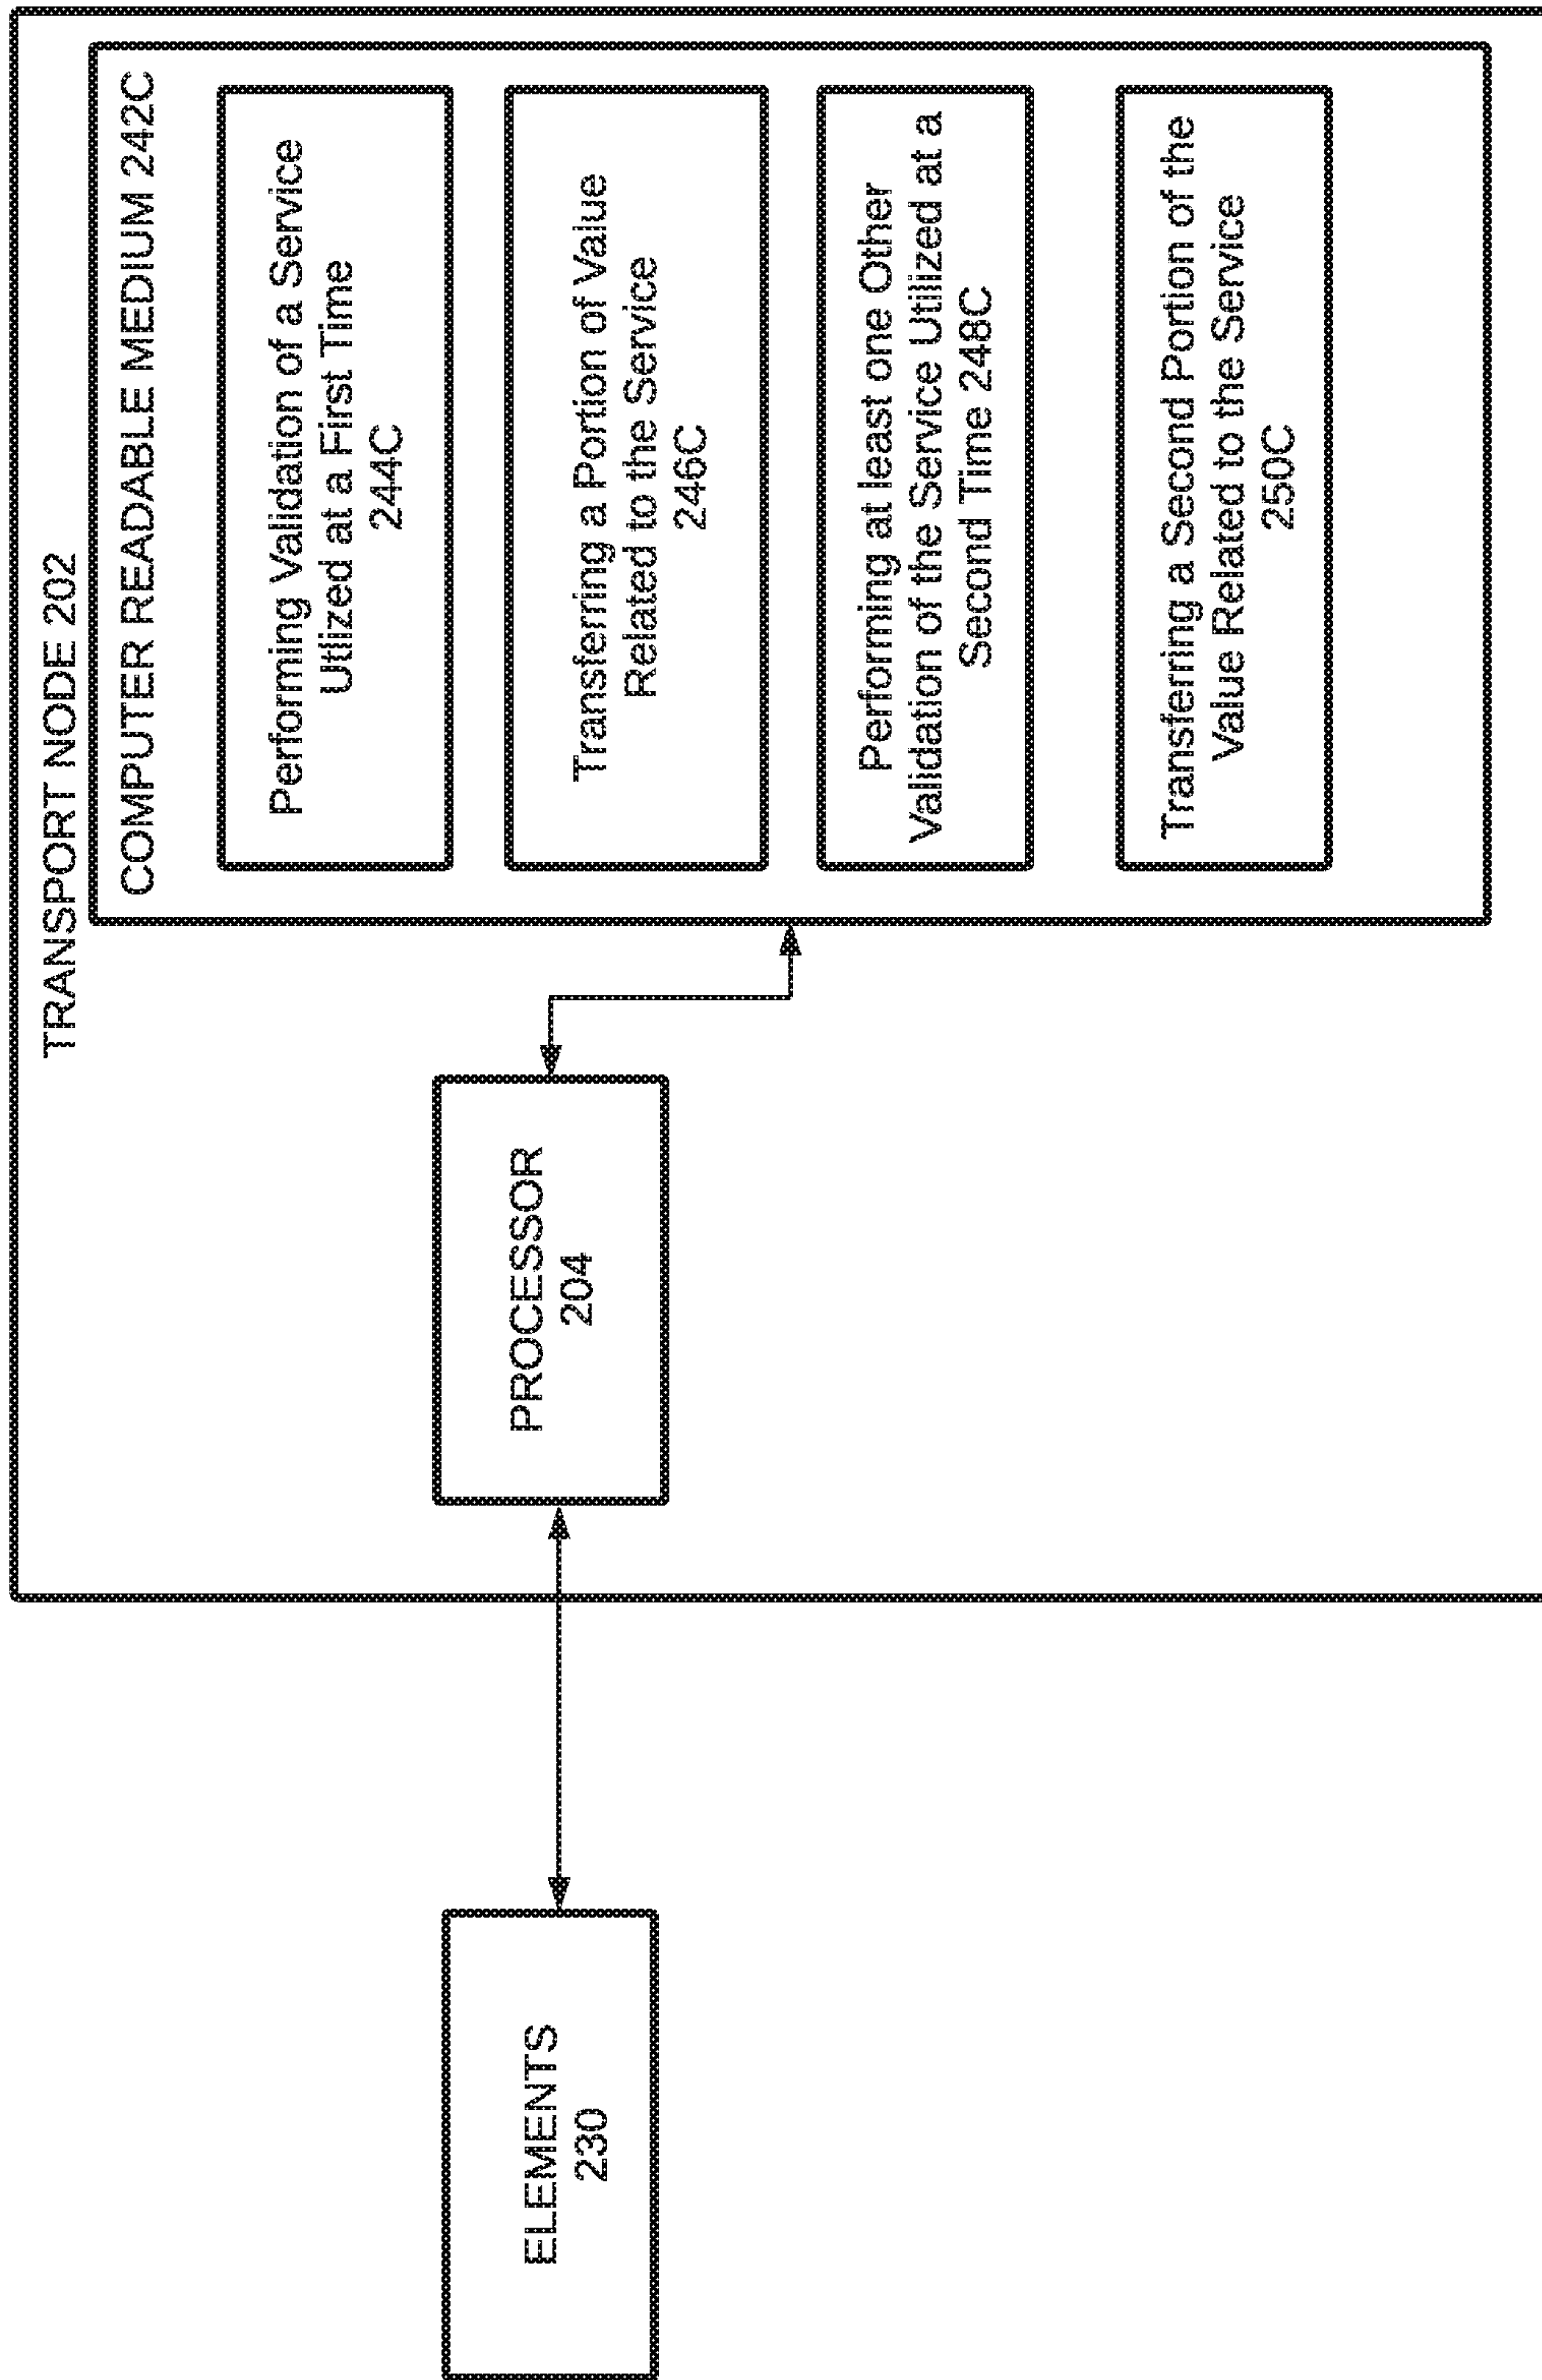 TRANSPORT NODE 202
COMPUTER READABLE MEDIUM 242C
Performing Validation of a Service
Utilized at a First Time
244C
Transferring a Portion of Value
Related to the Service
246C
Performing at least one Other
Validation of the Service Utilized at a
Second Time 248C
Transferring a Second Portion of the
Value Related to the Service
250C
PROCESSOR
204
ELEMENTS
230